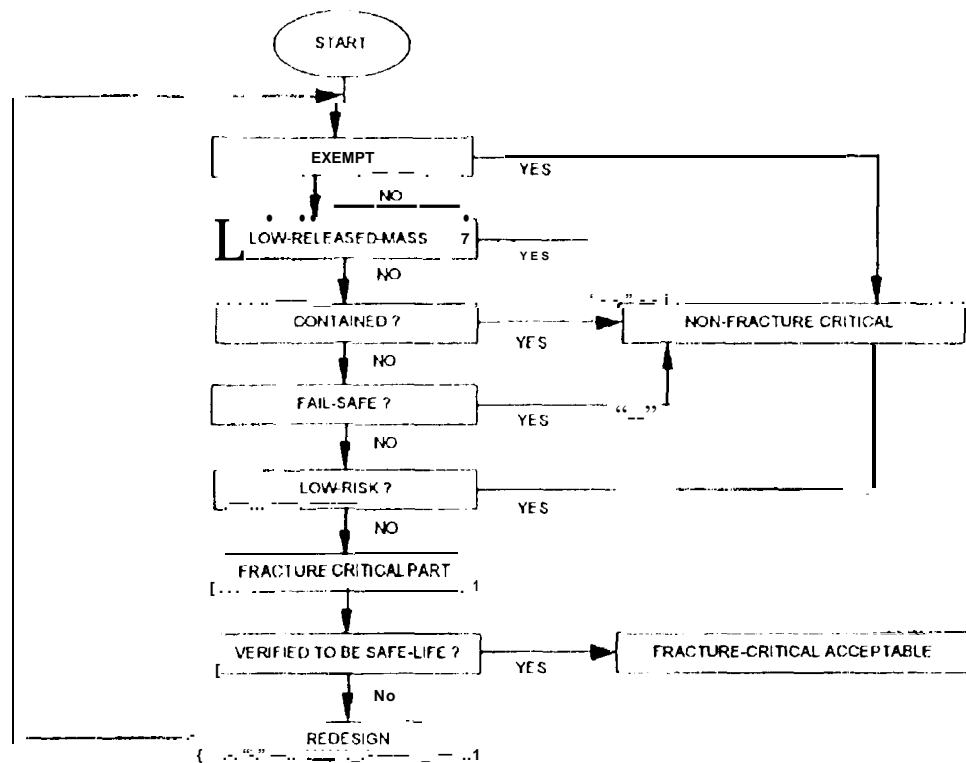 START
EXEMPT
YES
NO
LOW-RELEASED-MASS ?
YES
NO
CONTAINED ?
YES
NON-FRACTURE CRITICAL
NO
FAIL-SAFE ?
YES
NO
LOW-RISK ?
YES
NO
FRACTURE CRITICAL PART
VERIFIED TO BE SAFE-LIFE ?
YES
FRACTURE-CRITICAL ACCEPTABLE
No
REDESIGN